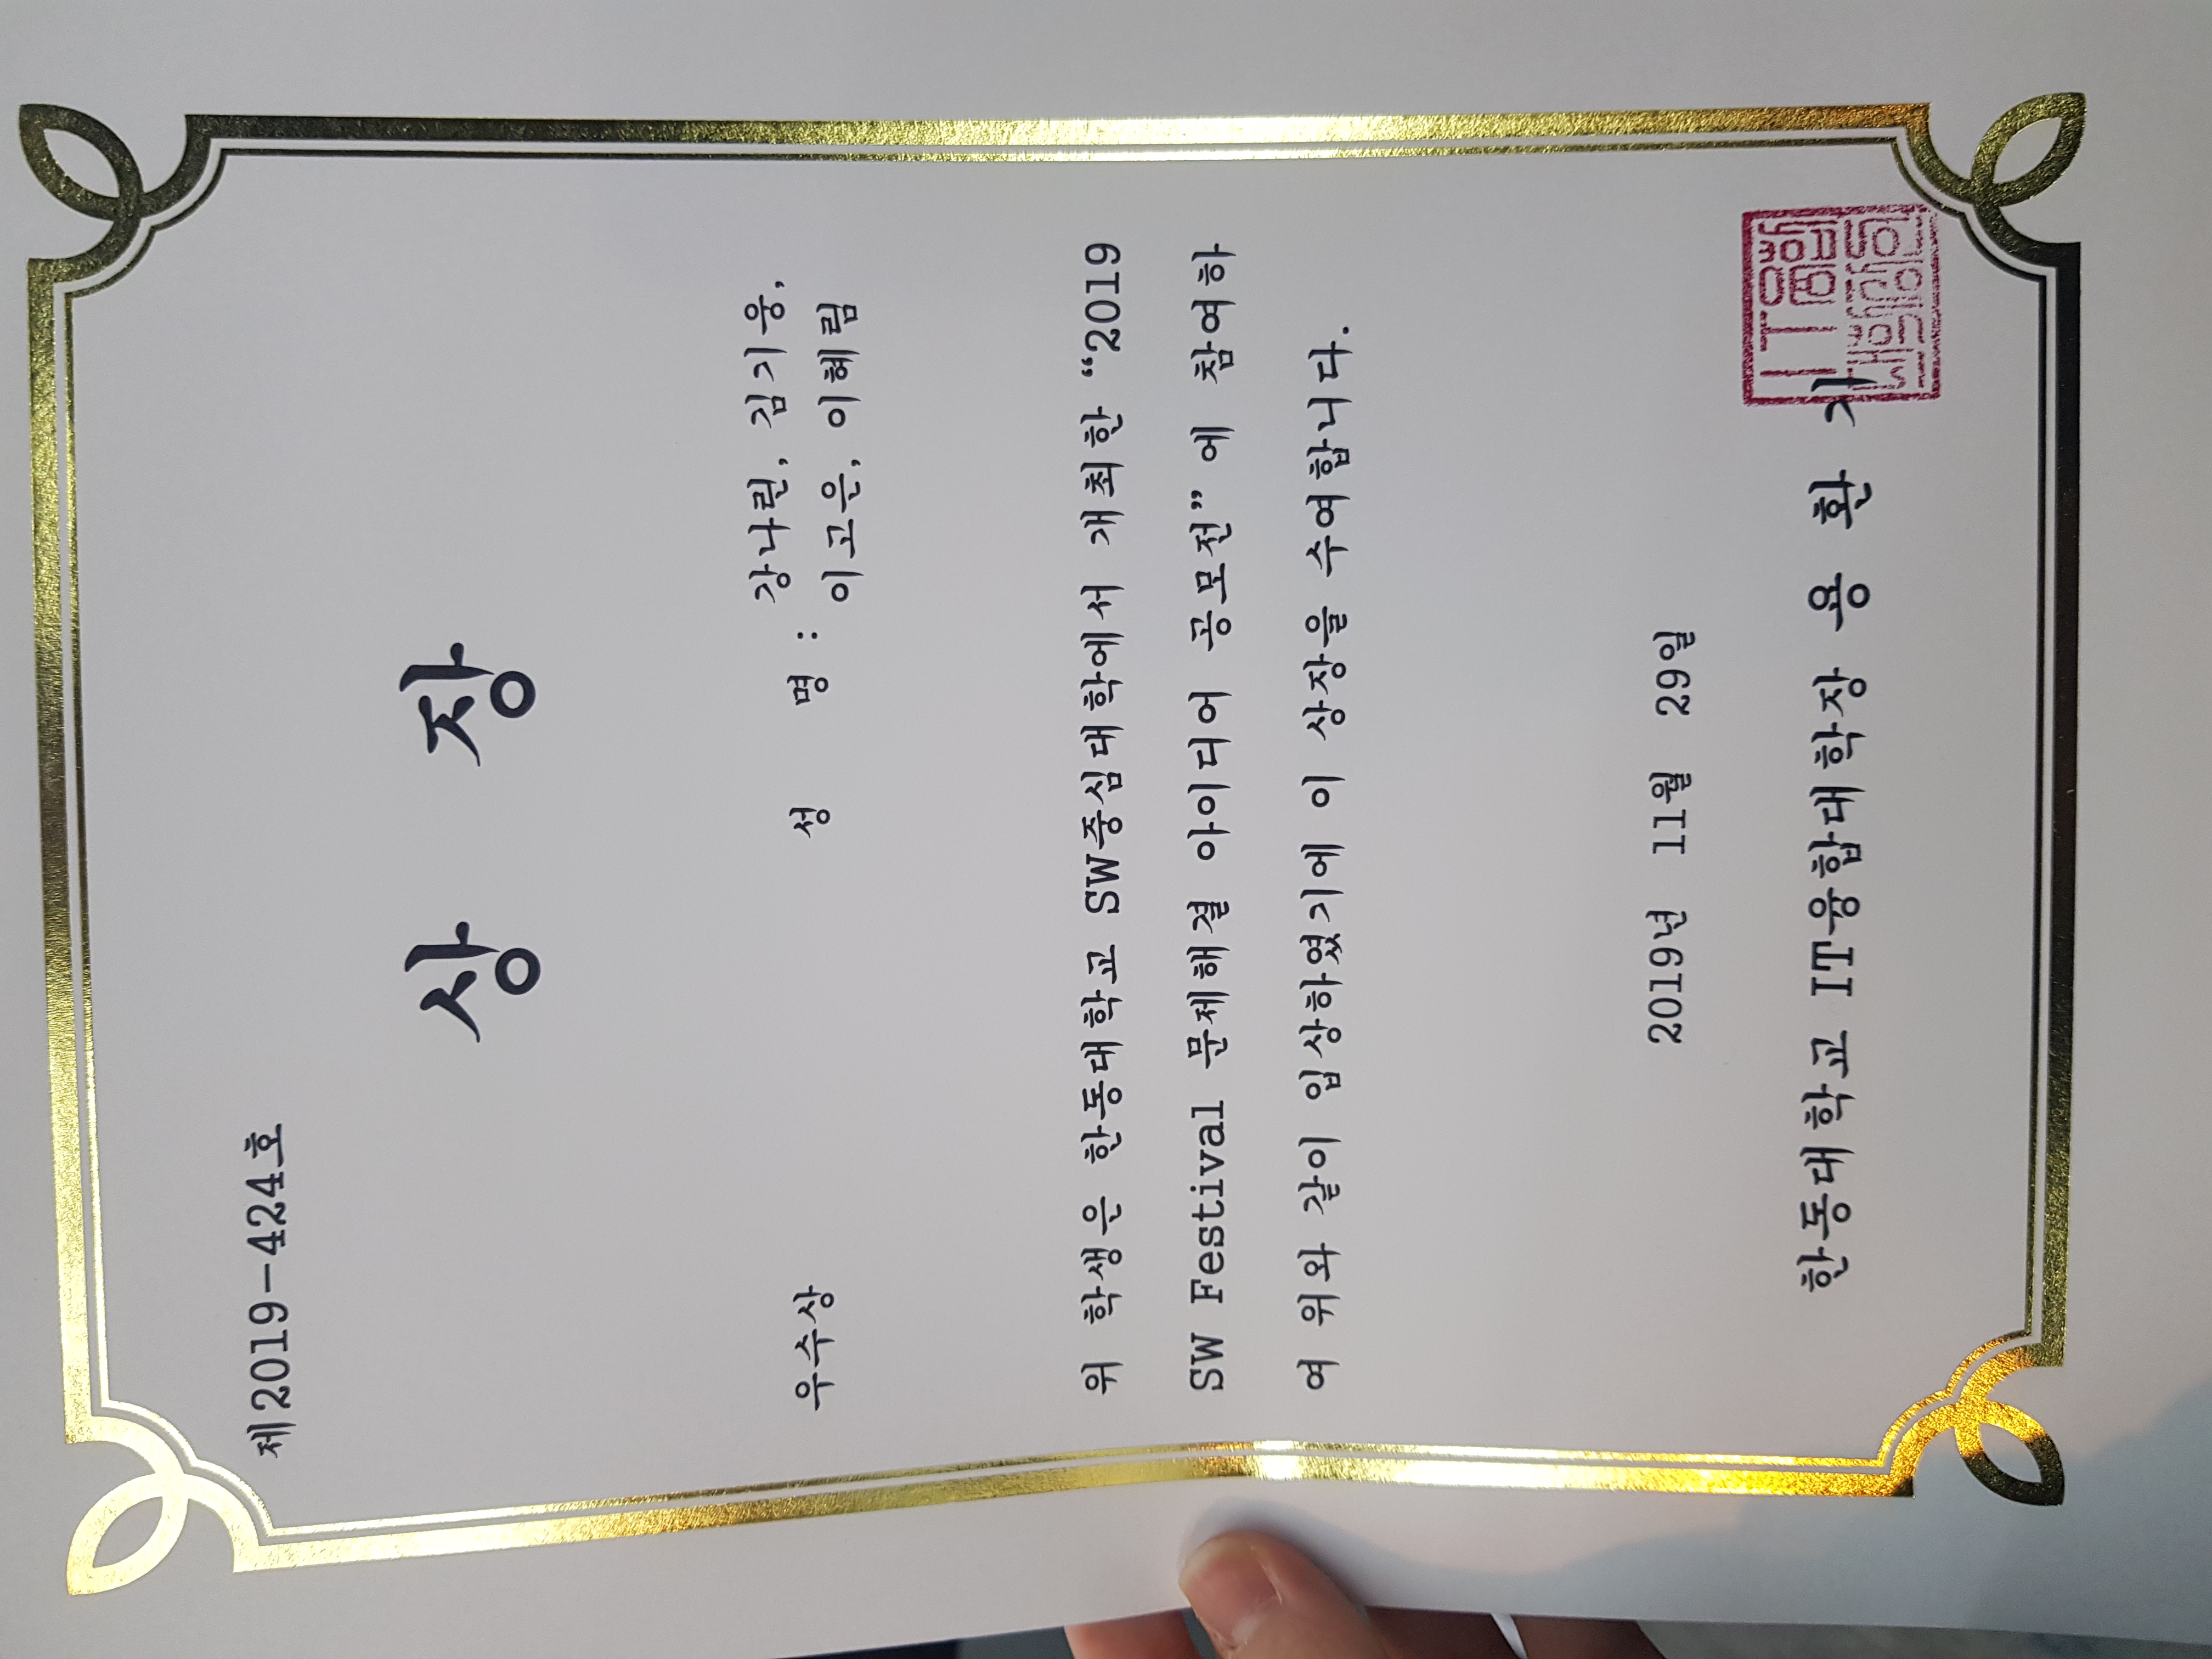 제2019-424호
상 장
우수상 성 명 : 강나린, 김기웅,
이고은, 이혜림
위 학생은 한동대학교 SW중심대학에서 개최한 “2019
SW Festival 문제해결 아이디어 공모전” 에 참여하
여 위와 같이 입상하였기에 이 상장을 수여합니다.
2019년 11월 29일
한동대학교 IT융합대학장 용 환 기
IT융합
대학장인